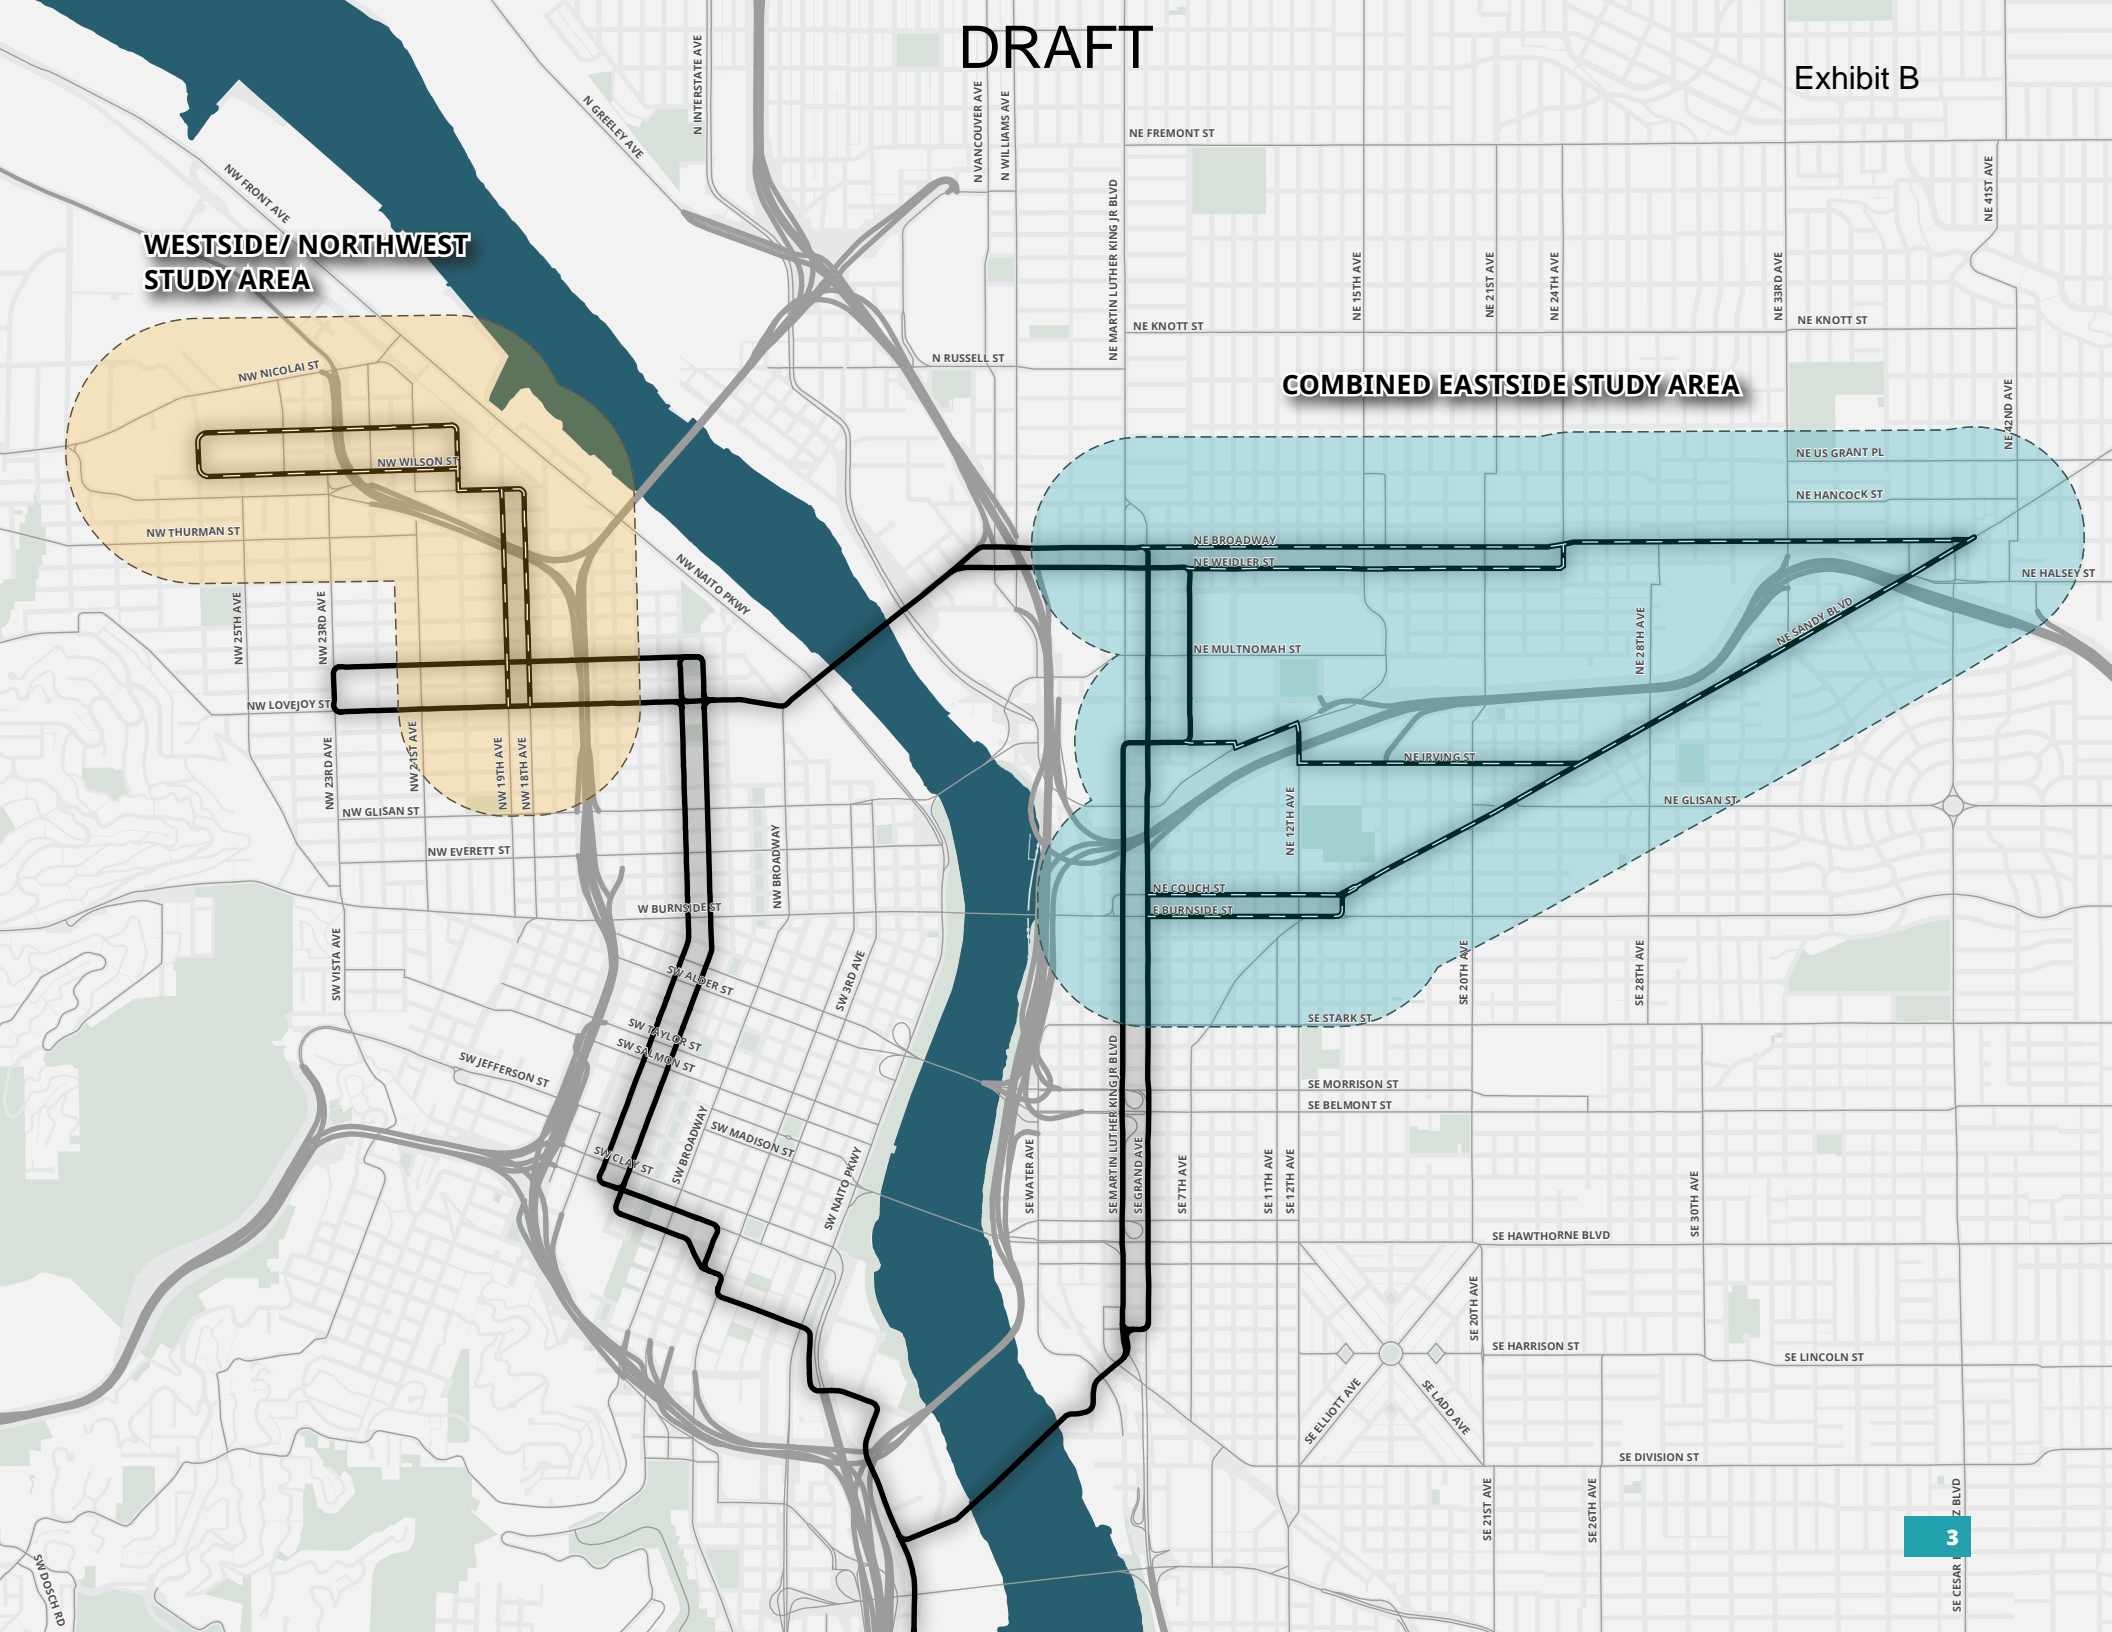 DRAFT
Exhibit B
N INTERSTATE AVE
N GREELEY AVE
N VANCOUVER AVE
N WILLIAMS AVE
NE FREMONT ST
NE 41ST AVE
NW FRONT AVE
WESTSIDE/ NORTHWEST
STUDY AREA
NE MARTIN LUTHER KING JR BLVD
NE 15TH AVE
NE 21ST AVE
NE 24TH AVE
NE 33RD AVE
NE KNOTT ST
NE KNOTT ST
N RUSSELL ST
NW NICOLAI ST
COMBINED EASTSIDE STUDY AREA
NE 42ND AVE
NE US GRANT PL
NW WILSON ST
NE HANCOCK ST
NW THURMAN ST
NE BROADWAY
NE WEIDLER ST
NE HALSEY ST
NW NAITO PKWY
NW 25TH AVE
NW 23RD AVE
NE SANDY BLVD
NE 28TH AVE
NE MULTNOMAH ST
NW LOVEJOY ST
NW 23RD AVE
NW 21ST AVE
NW 19TH AVE
NW 18TH AVE
NE IRVING ST
NE GLISAN ST
NW GLISAN ST
NE 12TH AVE
NW EVERETT ST
NW BROADWAY
NE COUCH ST
W BURNSIDE ST
E BURNSIDE ST
SW VISTA AVE
SW ALDER ST
SW 3RD AVE
SE 20TH AVE
SE 28TH AVE
SE STARK ST
SW TAYLOR ST
SW SALMON ST
SW JEFFERSON ST
SE MORRISON ST
SE BELMONT ST
SE MARTIN LUTHER KING JR BLVD
SE GRAND AVE
SW MADISON ST
SW BROADWAY
SW CLAY ST
SW NAITO PKWY
SE WATER AVE
SE 7TH AVE
SE 11TH AVE
SE 12TH AVE
SE 30TH AVE
SE HAWTHORNE BLVD
SE 20TH AVE
SE HARRISON ST
SE LINCOLN ST
SE ELLIOTT AVE
SE LADD AVE
SE DIVISION ST
SE 21ST AVE
SE 26TH AVE
3
SE CESAR E Z BLVD
SW DOSCH RD